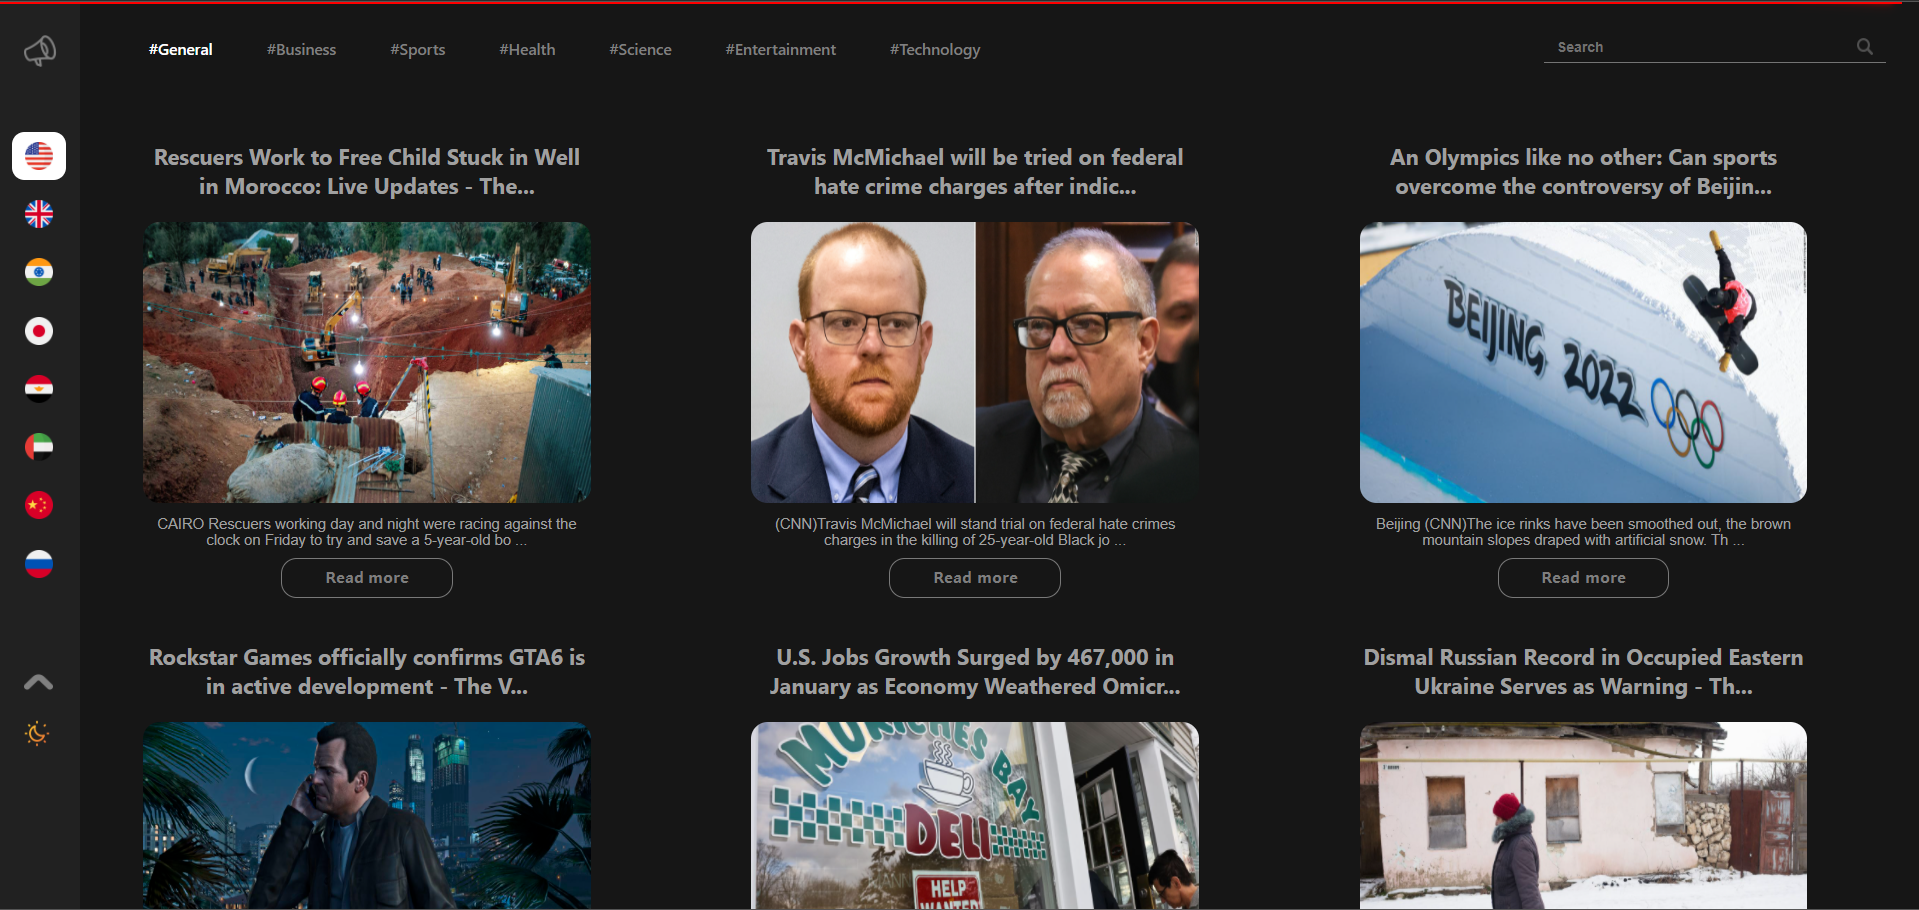 #General #Business #Sports #Health #Science #Entertainment #Technology
Search
Rescuers Work to Free Child Stuck in Well
in Morocco: Live Updates - The...
CAIRO Rescuers working day and night were racing against the
clock on Friday to try and save a 5-year-old bo ...
Read more
Travis McMichael will be tried on federal
hate crime charges after indic...
(CNN)Travis McMichael will stand trial on federal hate crimes
charges in the killing of 25-year-old Black jo ...
Read more
An Olympics like no other: Can sports
overcome the controversy of Beijin...
BEIJING 2022
Beijing (CNN)The ice rinks have been smoothed out, the brown
mountain slopes draped with artificial snow. Th ...
Read more
Rockstar Games officially confirms GTA6 is
in active development - The V...
U.S. Jobs Growth Surged by 467,000 in
January as Economy Weathered Omicr...
MORICHES BAY
DELI
HELP
WANTED
Dismal Russian Record in Occupied Eastern
Ukraine Serves as Warning - Th...